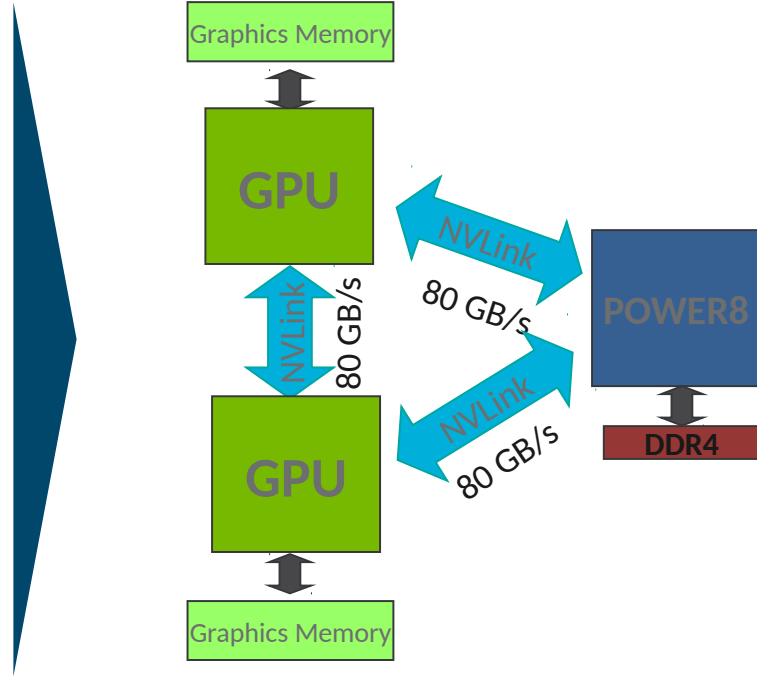 Graphics Memory
GPU
NVLink
80 GB/s
POWER8
NVLink
80 GB/s
NVLink
80 GB/s
DDR4
GPU
Graphics Memory